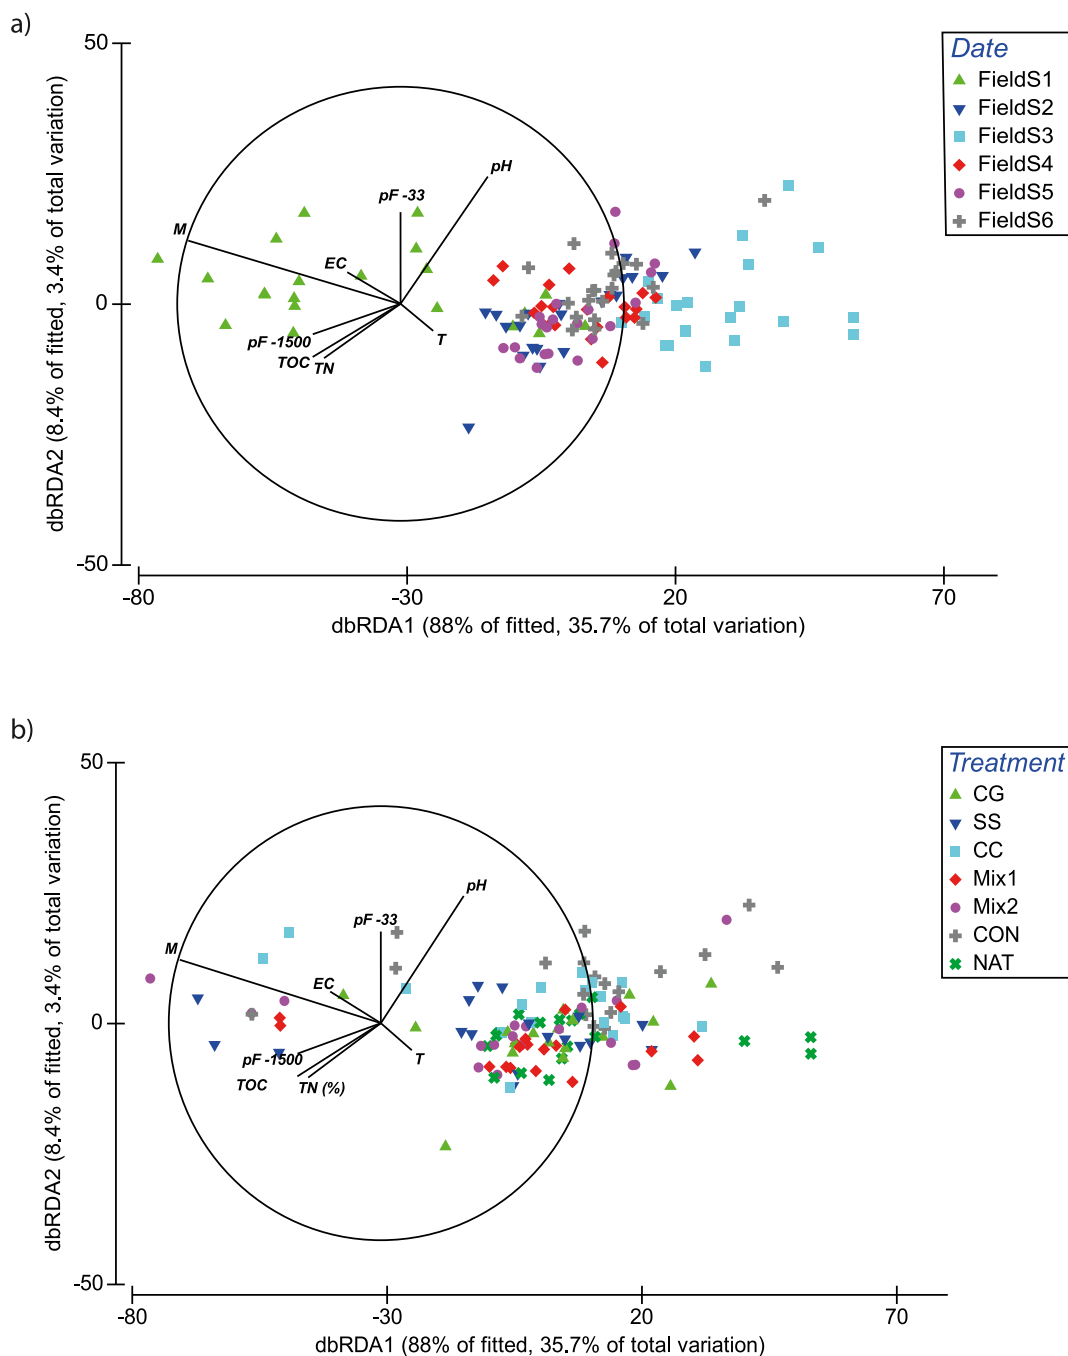 a)
50
0
-50
dbRDA2 (8.4% of fitted, 3.4% of total variation)
M
pF -33
pH
EC
pF -1500
TOC
TN
T
-80
-30
20
70
dbRDA1 (88% of fitted, 35.7% of total variation)
Date
FieldS1
FieldS2
FieldS3
FieldS4
FieldS5
FieldS6
b)
50
0
-50
dbRDA2 (8.4% of fitted, 3.4% of total variation)
M
pF -33
pH
EC
pF -1500
TOC
TN (%)
T
-80
-30
20
70
dbRDA1 (88% of fitted, 35.7% of total variation)
Treatment
CG
SS
CC
Mix1
Mix2
CON
NAT